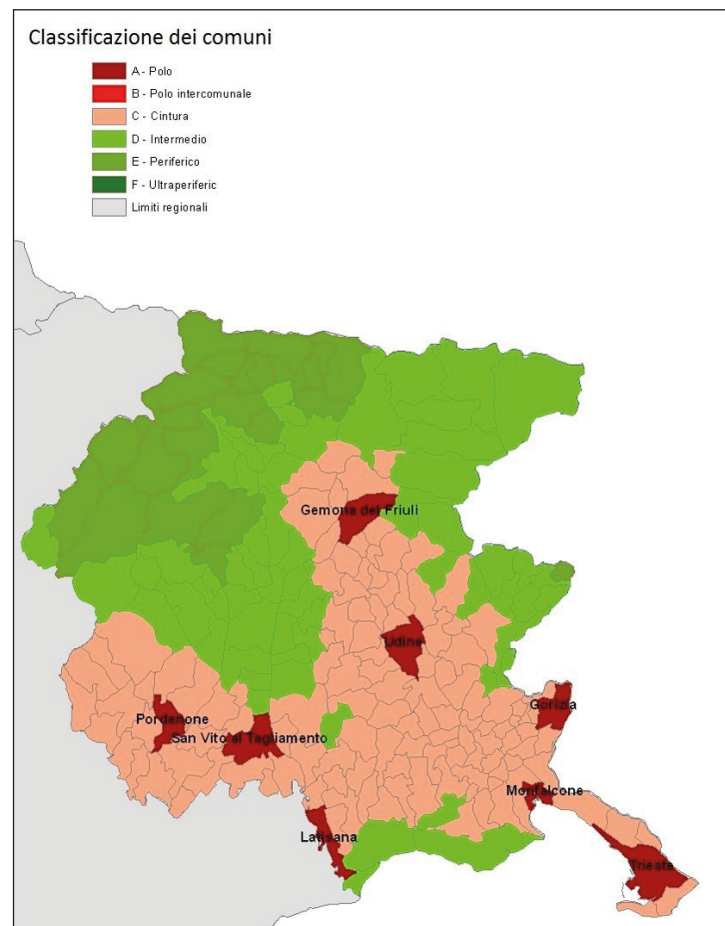 Classificazione dei comuni
A - Polo
B - Polo intercomunale
C - Cintura
D - Intermedio
E - Periferico
F - Ultraperiferic
Limiti regionali
Gemona del Friuli
Udine
Gorizia
Pordenone
San Vito al Tagliamento
Monfalcone
Latisana
Trieste